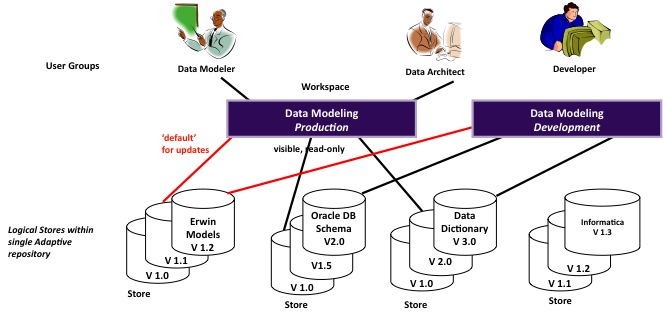 User Groups
Data Modeler
Data Architect
Developer
Workspace
Data Modeling
Production
Data Modeling
Development
‘default’
for updates
visible, read-only
Logical Stores within
single Adaptive
repository
Erwin
Models
V 1.2
V 1.1
V 1.0
Store
Oracle DB
Schema
V2.0
V1.5
V 1.0
Store
Data
Dictionary
V 3.0
V 2.0
V 1.0
Store
Informatica
V 1.3
V 1.2
V 1.1
Store